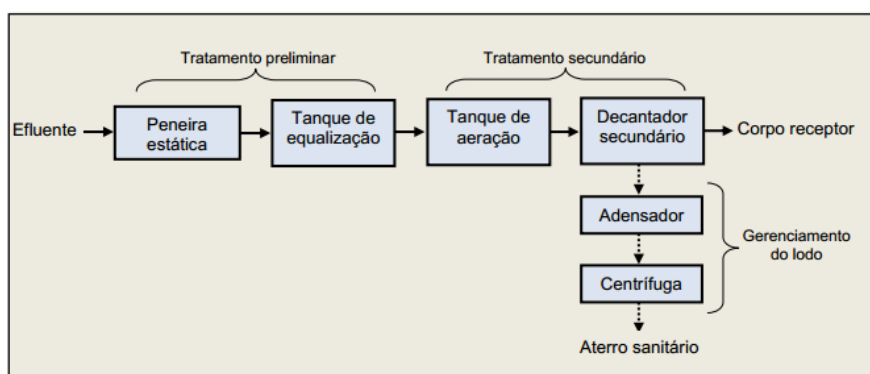 Tratamento preliminar
Tratamento secundário
Efluente
Peneira
estática
Tanque de
equalização
Tanque de
aeração
Decantador
secundário
Corpo receptor
Adensador
Centrífuga
Gerenciamento
do lodo
Aterro sanitário